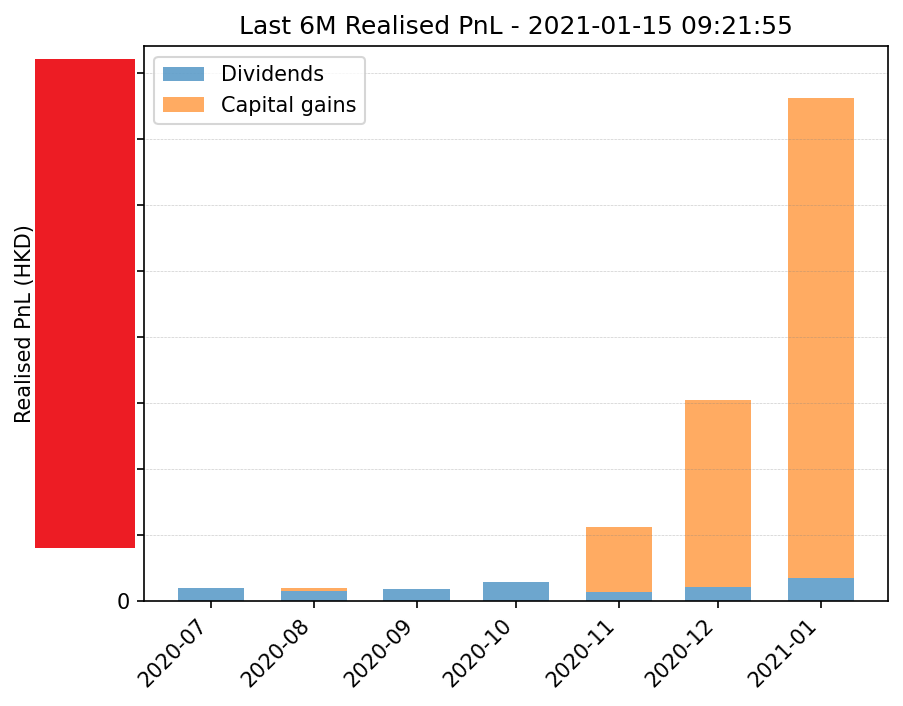 Last 6M Realised PnL - 2021-01-15 09:21:55
Dividends
Capital gains
Realised PnL (HKD)
0
2020-07
2020-08
2020-09
2020-10
2020-11
2020-12
2021-01